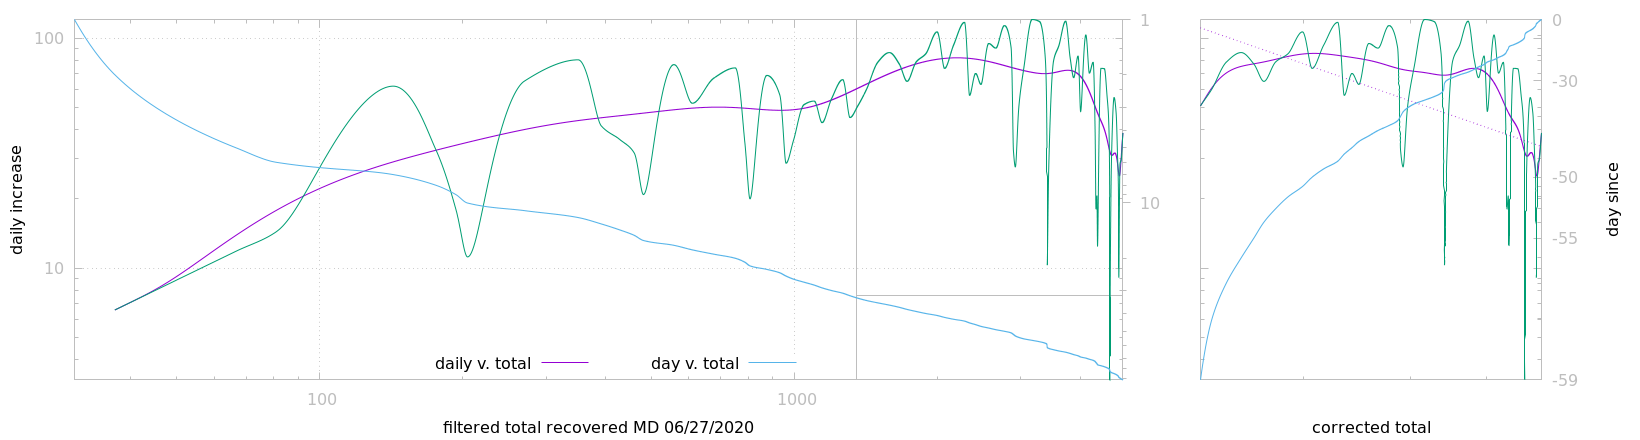 daily increase
100
10
daily v. total
day v. total
100
1000
filtered total recovered MD 06/27/2020
1
10
0
-30
-50
-55
-59
day since
corrected total